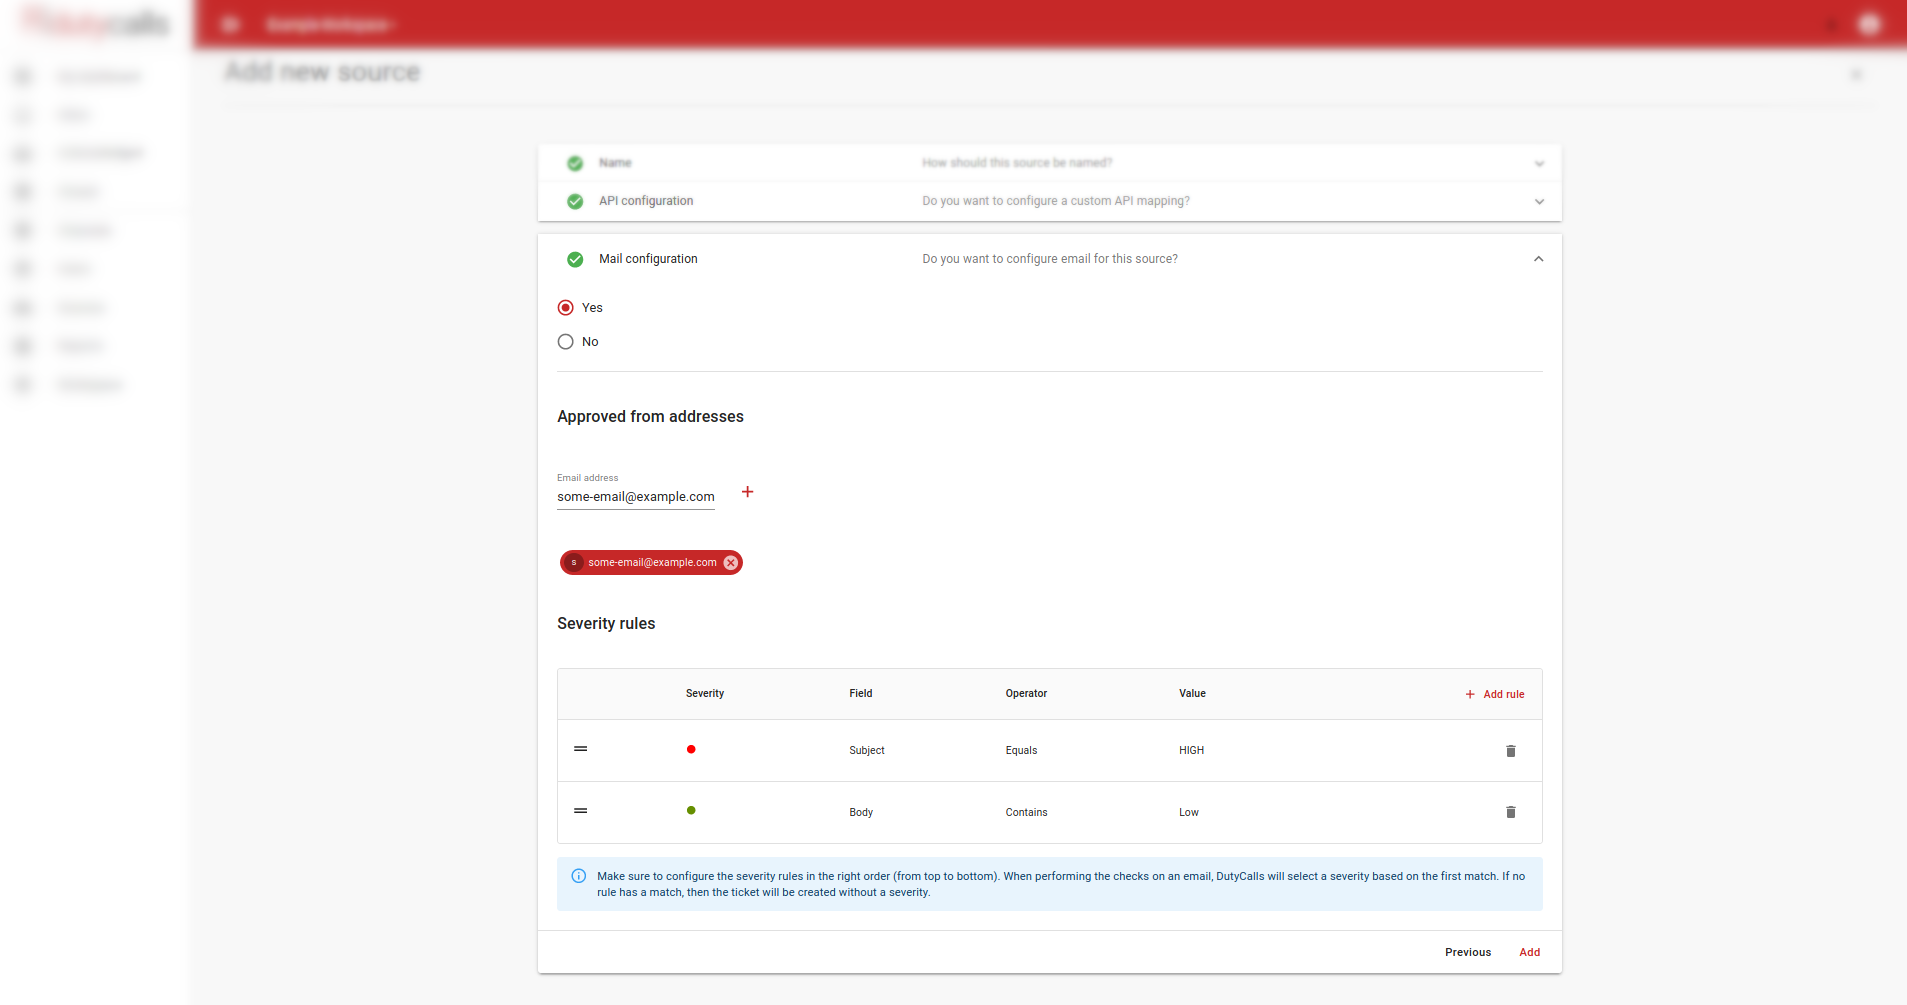 dutycalls
Add new source
Name How should this source be named?
API configuration Do you want to configure a custom API mapping?
Mail configuration Do you want to configure email for this source?
Yes
No
Approved from addresses
Email address
some-email@example.com
s some-email@example.com
Severity rules
Severity Field Operator Value + Add rule
Subject Equals HIGH
Body Contains Low
Make sure to configure the severity rules in the right order (from top to bottom). When performing the checks on an email, DutyCalls will select a severity based on the first match. If no
rule has a match, then the ticket will be created without a severity.
Previous Add